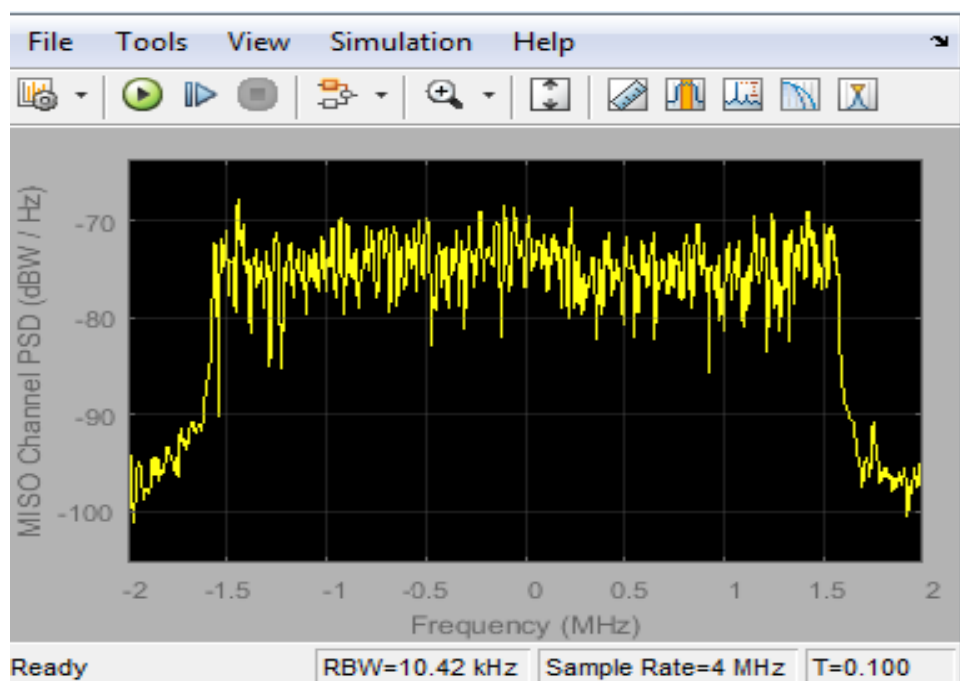 File Tools View Simulation Help
MISO Channel PSD (dBW / Hz)
-70
-80
-90
-100
-2 -1.5 -1 -0.5 0 0.5 1 1.5 2
Frequency (MHz)
Ready RBW=10.42 kHz Sample Rate=4 MHz T=0.100